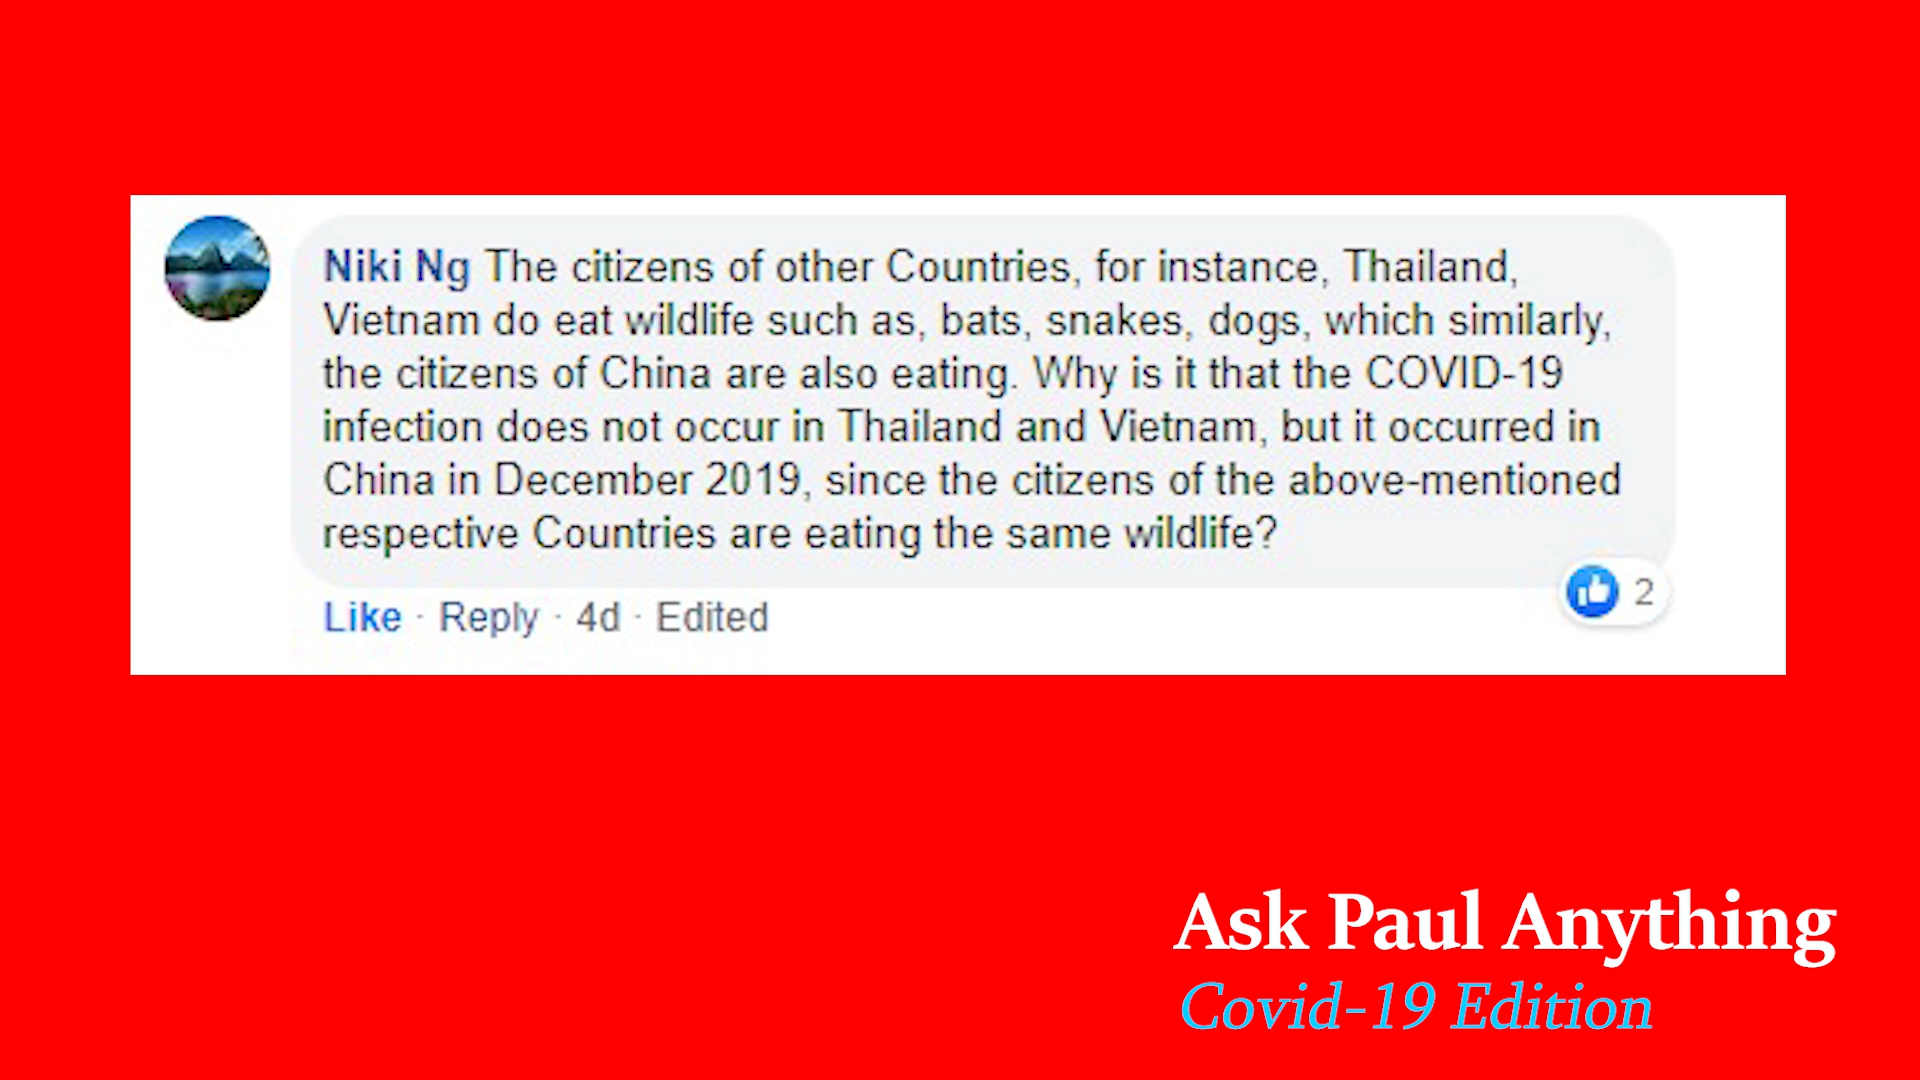 Niki Ng The citizens of other Countries, for instance, Thailand,
Vietnam do eat wildlife such as, bats, snakes, dogs, which similarly,
the citizens of China are also eating. Why is it that the COVID-19
infection does not occur in Thailand and Vietnam, but it occurred in
China in December 2019, since the citizens of the above-mentioned
respective Countries are eating the same wildlife?
2
Like · Reply · 4d · Edited
Ask Paul Anything
Covid-19 Edition